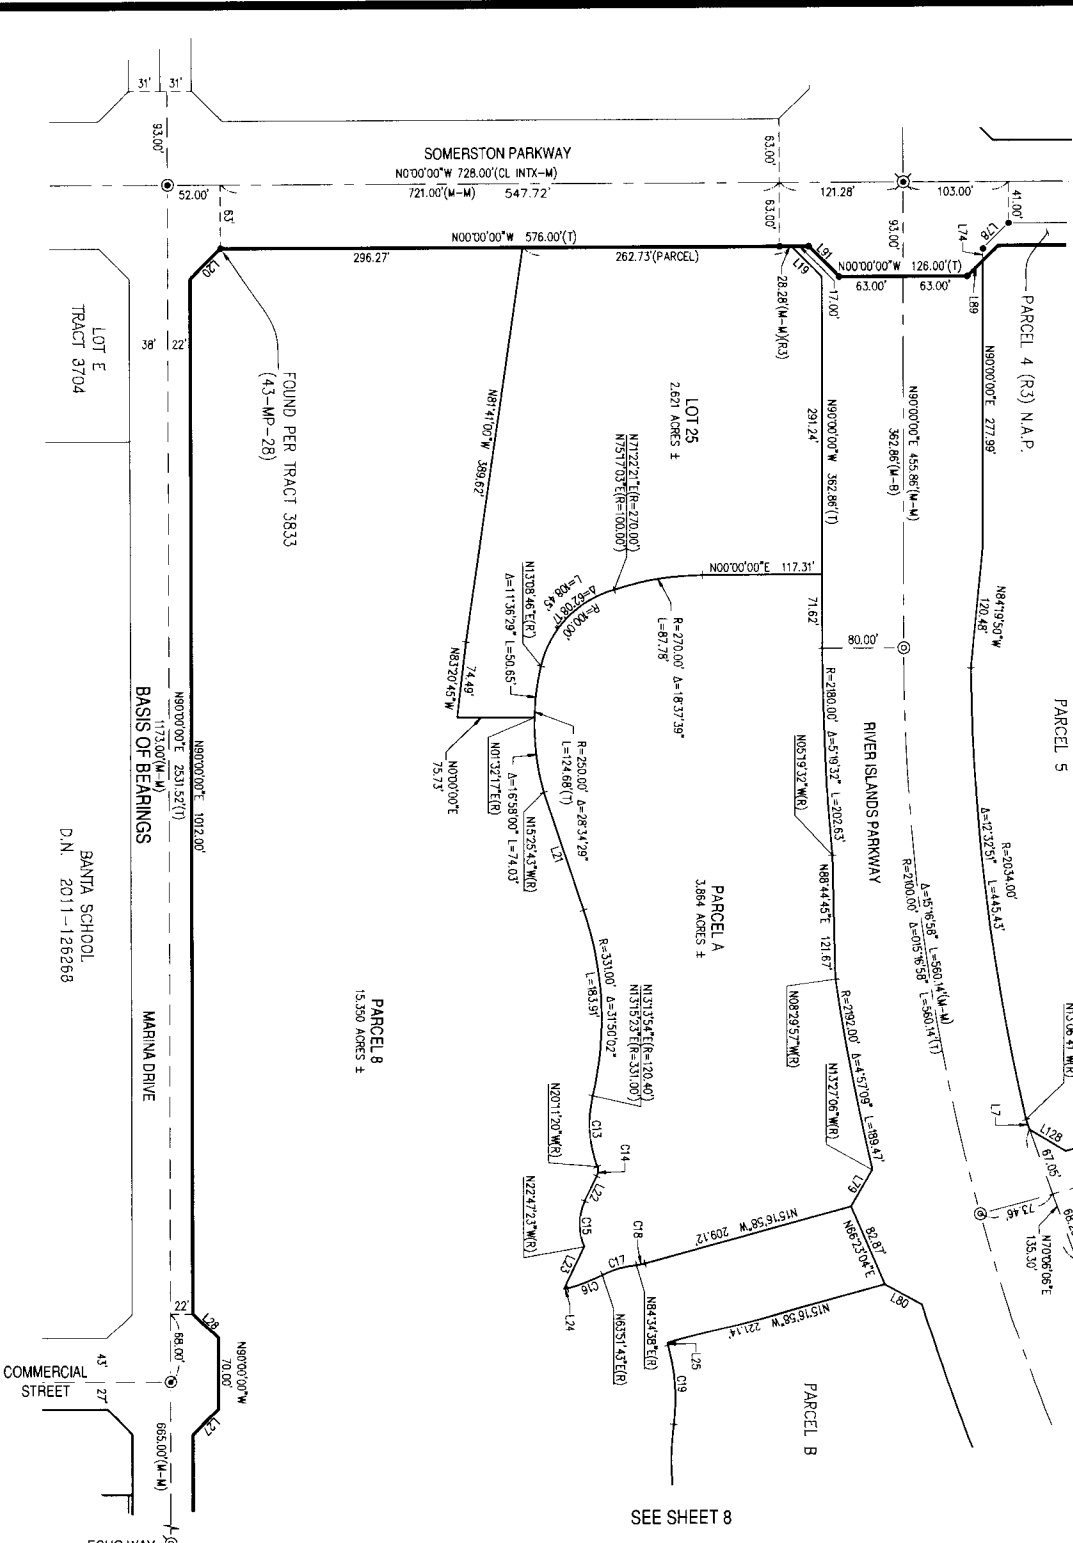 31'
31'
93.00'
SOMERSTON PARKWAY
N0°00'00"W 728.00'(CL INTX-M)
721.00'(M-M) 547.72'
52.00'
63'
63.00'
63.00'
121.28'
103.00'
41.00'
93.00'
L78
L74
N00°00'00"W 576.00'(T)
296.27'
262.73'(PARCEL)
L20
L91
L19
N00°00'00"W 126.00'(T)
63.00'
63.00'
L89
17.00'
28.28'(M-M)(R3)
PARCEL 4 (R3) N.A.P.
LOT E
TRACT 3704
38'
22'
FOUND PER TRACT 3833
(43-MP-28)
N81°41'00"W 389.62'
LOT 25
2.621 ACRES ±
N71°22'21"E(R=270.00')
N75°17'03"E(R=100.00')
N90°00'00"W 362.86'(T)
291.24'
N90°00'00"E 455.86'(M-M)
362.86'(M-B)
N90°00'00"E 277.99'
N84°19'50"W
120.48'
N00°00'00"E 117.31'
71.62'
80.00'
R=100.00'
Δ=62°08'17"
L=108.45'
N13°08'46"E(R)
Δ=11°36'29" L=50.65'
R=270.00' Δ=18°37'39"
L=87.78'
74.49'
N83°20'45"W
N0°00'00"E
75.73'
N01°32'17"E(R)
R=250.00' Δ=28°34'29"
L=124.68'(T)
Δ=16°58'00" L=74.03'
N15°25'43"W(R)
L21
R=2180.00' Δ=5°19'32" L=202.63'
N05°19'32"W(R)
RIVER ISLANDS PARKWAY
PARCEL 5
R=2034.00'
Δ=12°32'51" L=445.43'
Δ=15°16'58" L=560.14'(M-M)
R=2100.00' Δ=015°16'58" L=560.14'(T)
N90°00'00"E 1012.00'
N90°00'00"E 2531.52'(T)
1173.00'(M-M)
BASIS OF BEARINGS
BANTA SCHOOL
D.N. 2011-126268
MARINA DRIVE
PARCEL A
3.864 ACRES ±
N88°44'45"E 121.67'
N08°29'57"W(R)
R=2192.00' Δ=4°57'09" L=189.47'
N13°27'06"W(R)
PARCEL 8
15.350 ACRES ±
R=331.00' Δ=31°50'02"
L=183.91'
N13°13'54"E(R=120.40')
N13°15'23"E(R=331.00')
N20°11'20"W(R)
C13
C14
L22
C15
N22°47'23"W(R)
L23
L24
C16
C17
C18
N63°51'43"E(R)
N84°34'38"E(R)
N15°16'58"W 209.12'
L79
82.87'
N66°23'04"E
L80
N15°16'58"W 221.14'
L25
C19
L7
L128
67.05'
73.46'
N70°06'06"E
135.30'
PARCEL B
22'
L28
68.00'
N90°00'00"W
70.00'
L27
COMMERCIAL
STREET
43'
27'
665.00'(M-M)
ECHO WAY
SEE SHEET 8